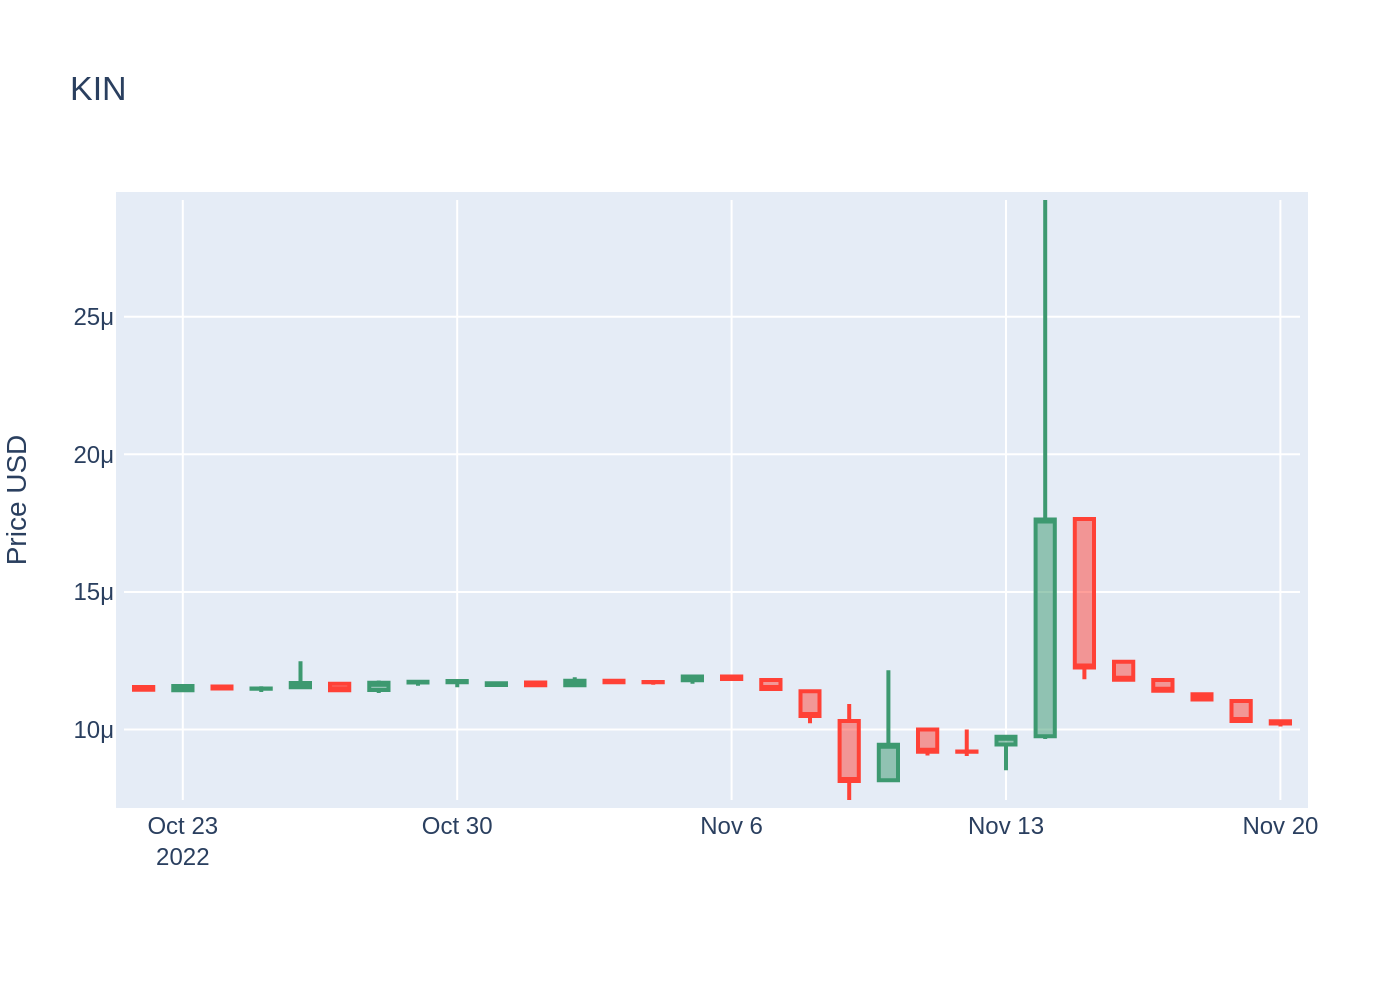 KIN
Price USD
25μ
20μ
15μ
10μ
Oct 23
2022
Oct 30
Nov 6
Nov 13
Nov 20